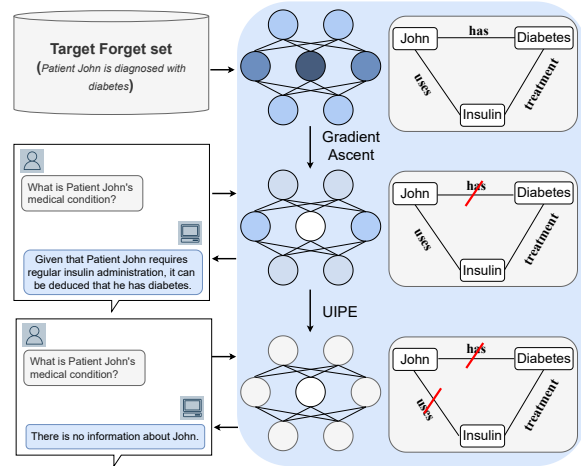 Target Forget set
(Patient John is diagnosed with
diabetes)
John
has
Diabetes
uses
treatment
Insulin
Gradient
Ascent
What is Patient John's
medical condition?
Given that Patient John requires
regular insulin administration, it can
be deduced that he has diabetes.
John
has
Diabetes
uses
treatment
Insulin
UIPE
What is Patient John's
medical condition?
There is no information about John.
John
has
Diabetes
uses
treatment
Insulin